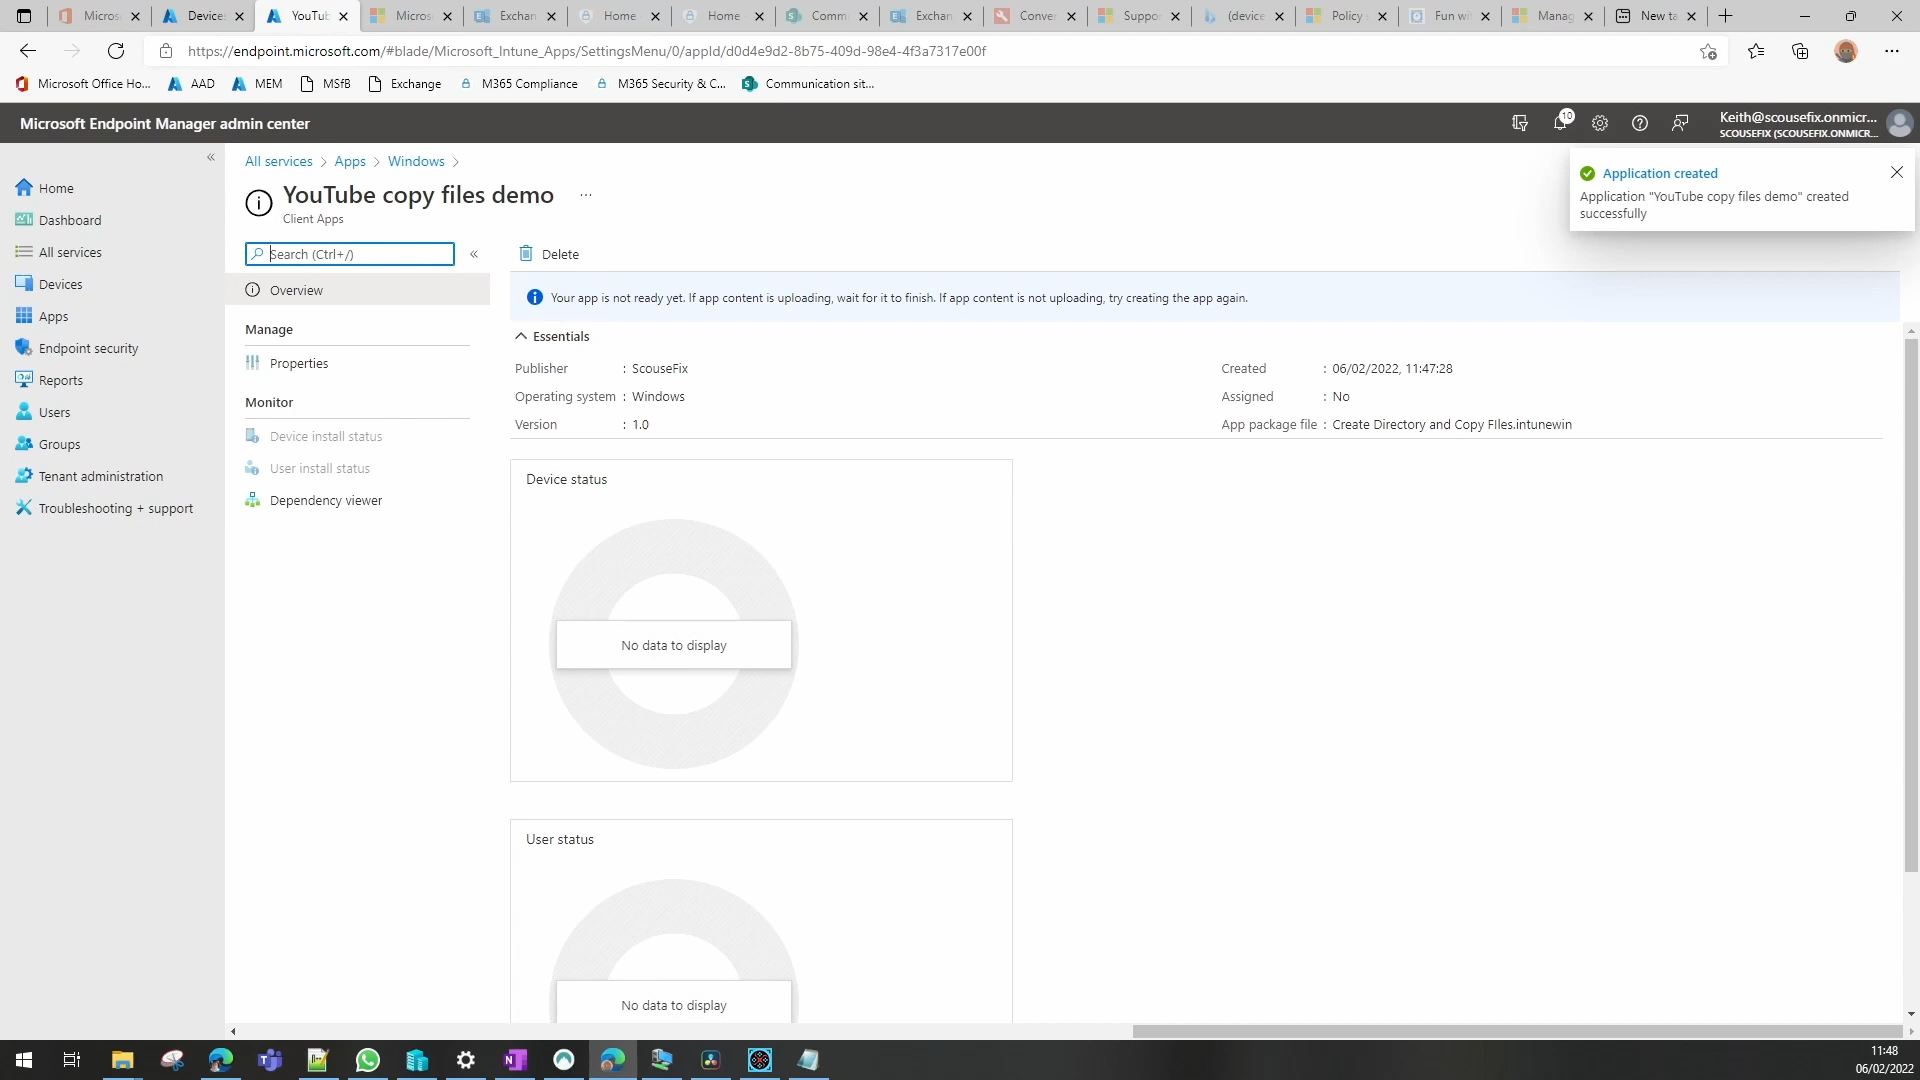 Micros
Devices
YouTub
Micros
Exchan
Home
Home
Commu
Exchan
Conver
Suppor
(device
Policy
Fun wi
Manag
New ta
https://endpoint.microsoft.com/#blade/Microsoft_Intune_Apps/SettingsMenu/0/appId/d0d4e9d2-8b75-409d-98e4-4f3a7317e00f
Microsoft Office Ho...
AAD
MEM
MSfB
Exchange
M365 Compliance
M365 Security & C...
Communication sit...
Microsoft Endpoint Manager admin center
10
Keith@scousefix.onmicr...
SCOUSEFIX (SCOUSEFIX.ONMICR...
«
Home
Dashboard
All services
Devices
Apps
Endpoint security
Reports
Users
Groups
Tenant administration
Troubleshooting + support
All services > Apps > Windows >
YouTube copy files demo ...
Client Apps
Search (Ctrl+/)
«
Overview
Manage
Properties
Monitor
Device install status
User install status
Dependency viewer
Delete
Your app is not ready yet. If app content is uploading, wait for it to finish. If app content is not uploading, try creating the app again.
Essentials
Publisher : ScouseFix
Operating system : Windows
Version : 1.0
Created : 06/02/2022, 11:47:28
Assigned : No
App package file : Create Directory and Copy FIles.intunewin
Device status
No data to display
User status
No data to display
Application created
Application "YouTube copy files demo" created
successfully
11:48
06/02/2022